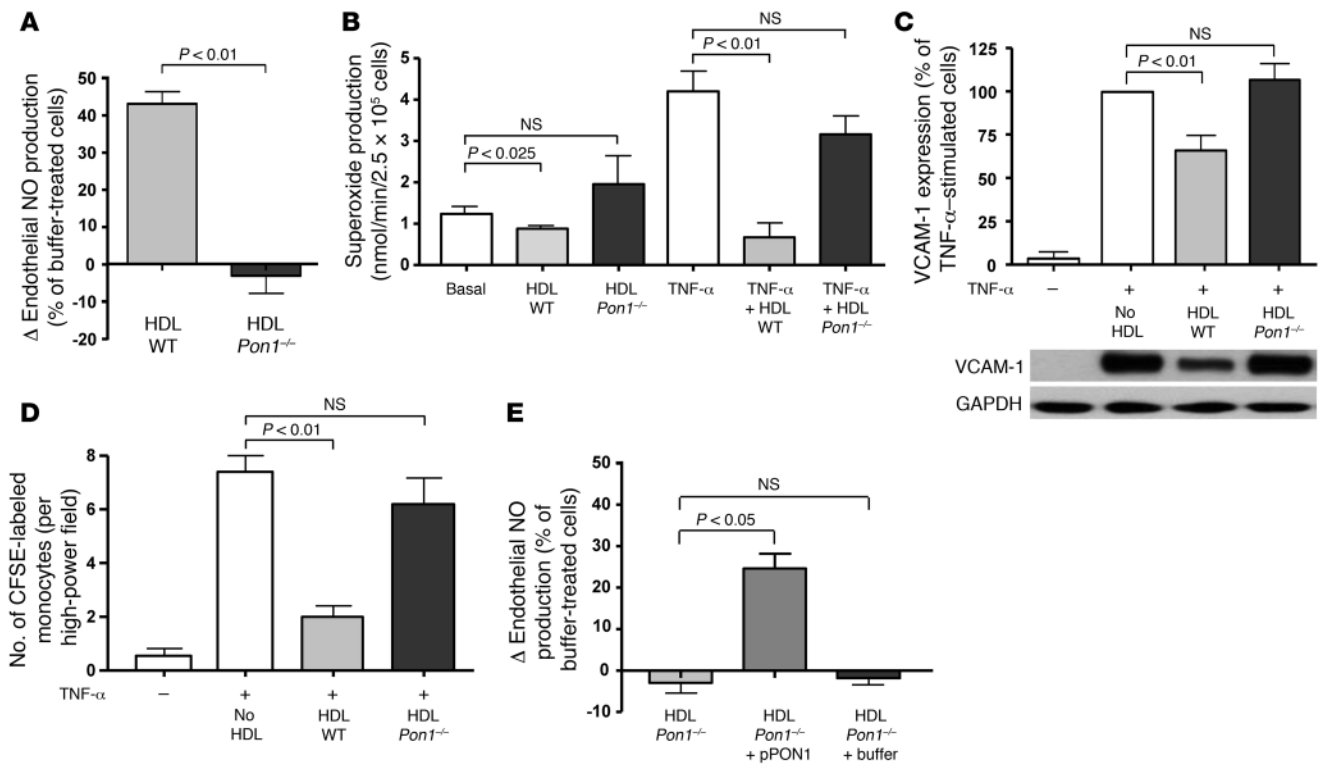 A
Δ Endothelial NO production
(% of buffer-treated cells)
P < 0.01
50
40
30
20
10
0
-10
-20
HDL
WT
HDL
Pon1–/–
B
Superoxide production
(nmol/min/2.5 × 10⁵ cells)
NS
P < 0.01
NS
P < 0.025
5
4
3
2
1
0
Basal
HDL
WT
HDL
Pon1–/–
TNF-α
TNF-α
+ HDL
WT
TNF-α
+ HDL
Pon1–/–
C
VCAM-1 expression (% of
TNF-α–stimulated cells)
NS
P < 0.01
125
100
75
50
25
0
TNF-α – + + +
No
HDL
HDL
WT
HDL
Pon1–/–
VCAM-1
GAPDH
D
No. of CFSE-labeled
monocytes (per
high-power field)
NS
P < 0.01
8
6
4
2
0
TNF-α – + + +
No
HDL
HDL
WT
HDL
Pon1–/–
E
Δ Endothelial NO
production (% of
buffer-treated cells)
NS
P < 0.05
50
40
30
20
10
0
-10
HDL
Pon1–/–
HDL
Pon1–/–
+ pPON1
HDL
Pon1–/–
+ buffer